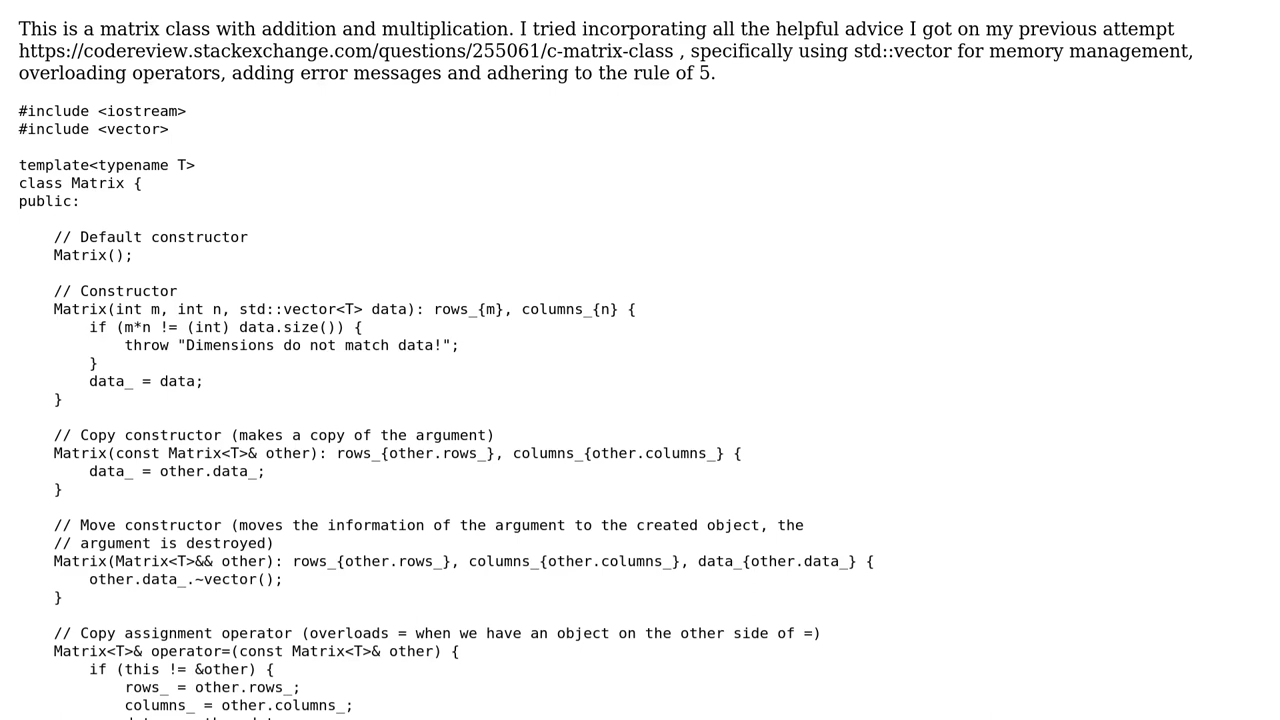 This is a matrix class with addition and multiplication. I tried incorporating all the helpful advice I got on my previous attempt
https://codereview.stackexchange.com/questions/255061/c-matrix-class , specifically using std::vector for memory management,
overloading operators, adding error messages and adhering to the rule of 5.
#include <iostream>
#include <vector>
template<typename T>
class Matrix {
public:
// Default constructor
Matrix();
// Constructor
Matrix(int m, int n, std::vector<T> data): rows_{m}, columns_{n} {
if (m*n != (int) data.size()) {
throw "Dimensions do not match data!";
}
data_ = data;
}
// Copy constructor (makes a copy of the argument)
Matrix(const Matrix<T>& other): rows_{other.rows_}, columns_{other.columns_} {
data_ = other.data_;
}
// Move constructor (moves the information of the argument to the created object, the
// argument is destroyed)
Matrix(Matrix<T>&& other): rows_{other.rows_}, columns_{other.columns_}, data_{other.data_} {
other.data_.~vector();
}
// Copy assignment operator (overloads = when we have an object on the other side of =)
Matrix<T>& operator=(const Matrix<T>& other) {
if (this != &other) {
rows_ = other.rows_;
columns_ = other.columns_;